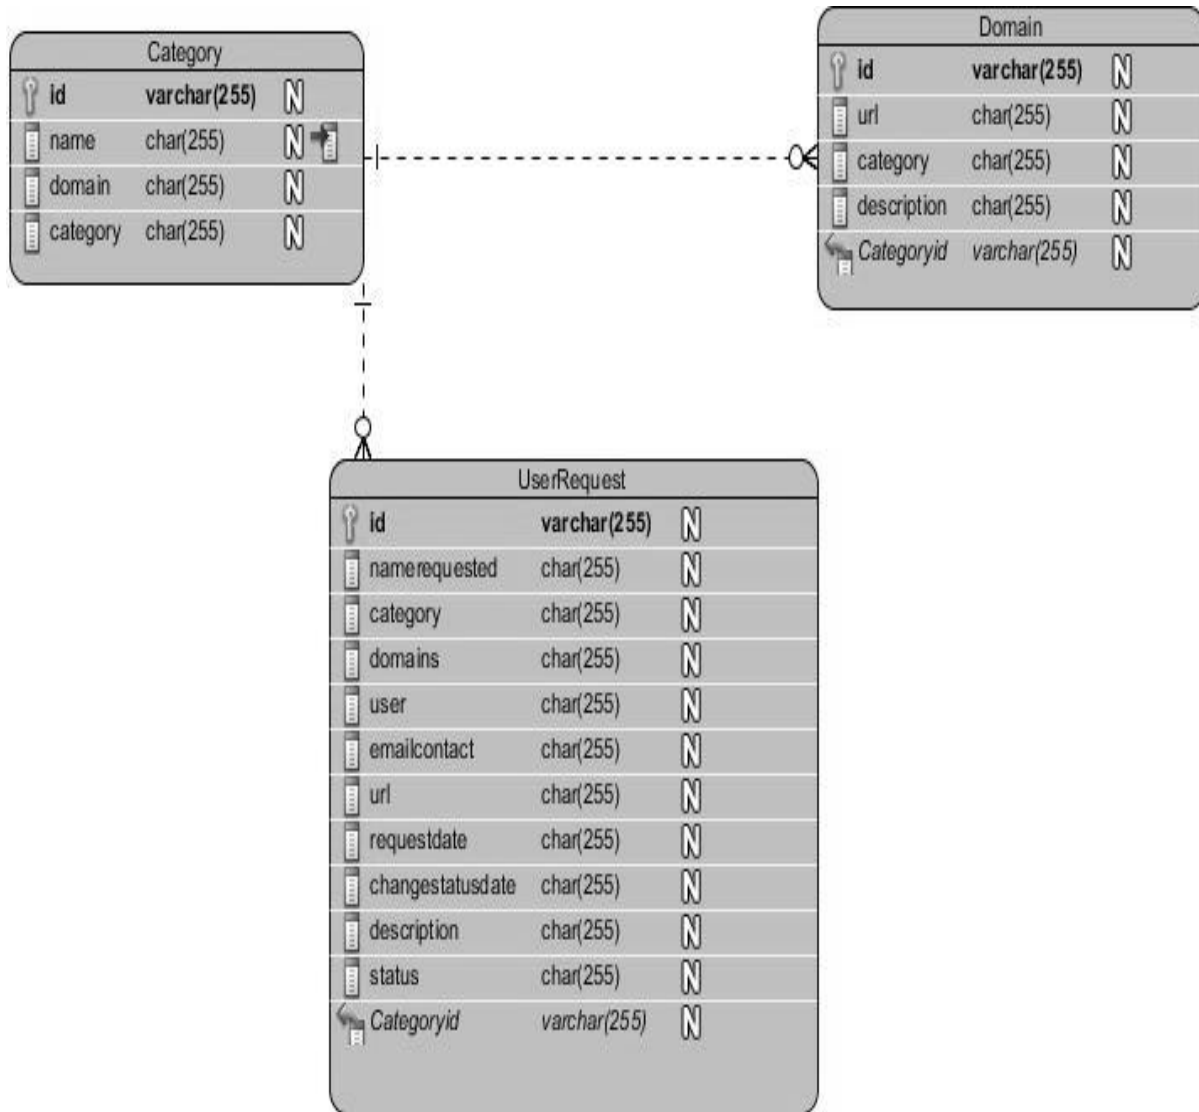 Category
id varchar(255) N
name char(255) N
domain char(255) N
category char(255) N
Domain
id varchar(255) N
url char(255) N
category char(255) N
description char(255) N
Categoryid varchar(255) N
UserRequest
id varchar(255) N
namerequested char(255) N
category char(255) N
domains char(255) N
user char(255) N
emailcontact char(255) N
url char(255) N
requestdate char(255) N
changestatusdate char(255) N
description char(255) N
status char(255) N
Categoryid varchar(255) N